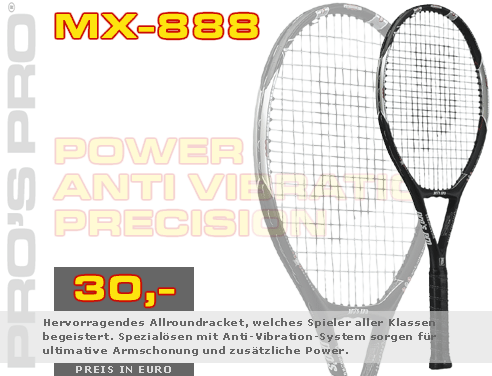 PRO'S PRO®
MX-888
POWER
ANTI VIBRATIO
PRECISION
30,-
Hervorragendes Allroundracket, welches Spieler aller Klassen
begeistert. Spezialösen mit Anti-Vibration-System sorgen für
ultimative Armschonung und zusätzliche Power.
PREIS IN EURO